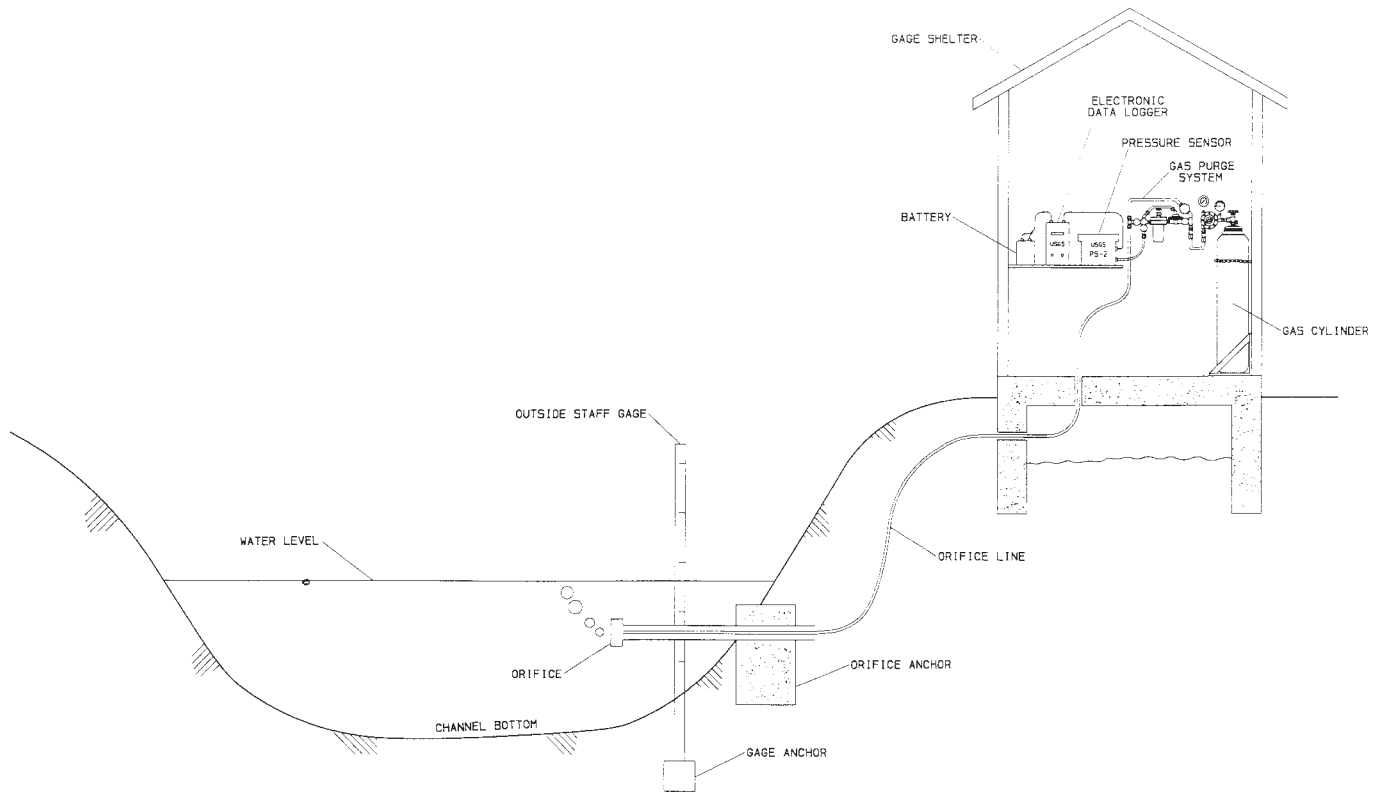 GAGE SHELTER
ELECTRONIC
DATA LOGGER
PRESSURE SENSOR
GAS PURGE
SYSTEM
BATTERY
USGS
USGS
PS-2
GAS CYLINDER
OUTSIDE STAFF GAGE
WATER LEVEL
ORIFICE LINE
ORIFICE
ORIFICE ANCHOR
CHANNEL BOTTOM
GAGE ANCHOR